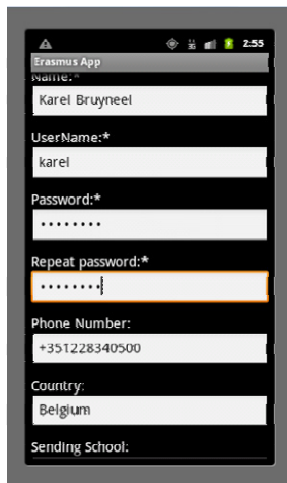 2:55
Erasmus App
Name:*
Karel Bruyneel
UserName:*
karel
Password:*
........
Repeat password:*
........
Phone Number:
+351228340500
Country:
Belgium
Sending School: